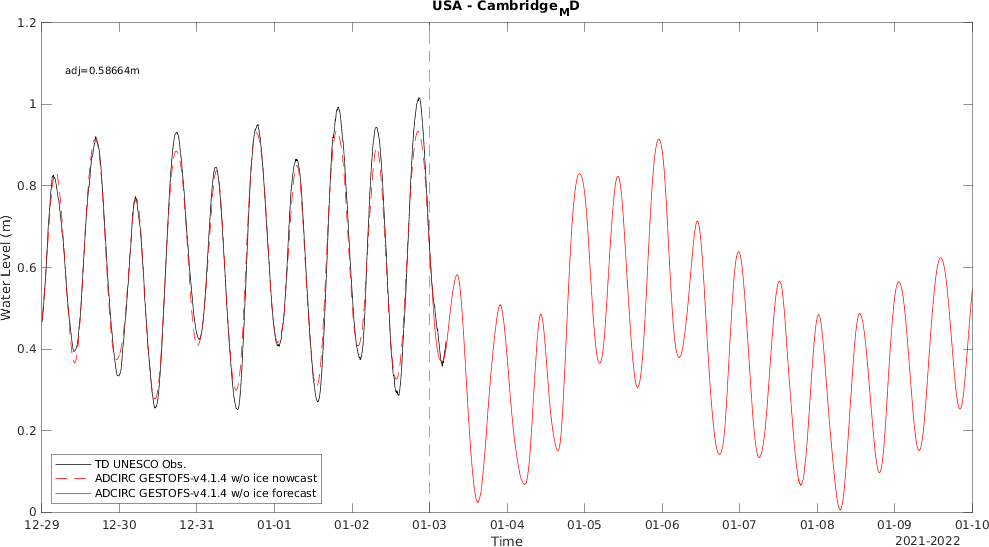 USA - Cambridge_MD
1.2
adj=0.58664m
1
0.8
0.6
0.4
0.2
0
Water Level (m)
TD UNESCO Obs.
ADCIRC GESTOFS-v4.1.4 w/o ice nowcast
ADCIRC GESTOFS-v4.1.4 w/o ice forecast
12-29 12-30 12-31 01-01 01-02 01-03 01-04 01-05 01-06 01-07 01-08 01-09 01-10
Time
2021-2022